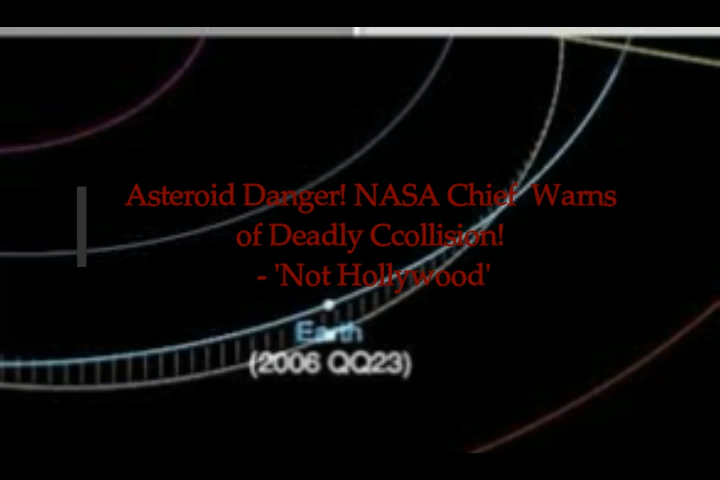 Asteroid Danger! NASA Chief Warns
of Deadly Ccollision!
- 'Not Hollywood'
Earth
(2006 QQ23)